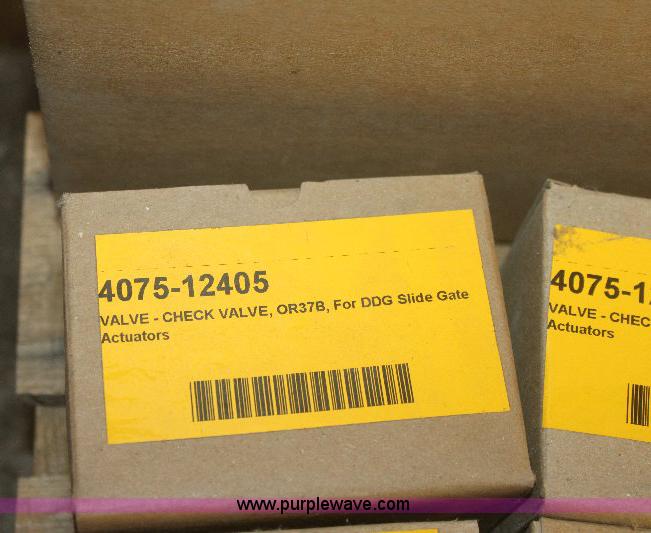 4075-12405
VALVE - CHECK VALVE, OR37B, For DDG Slide Gate
Actuators
4075-1
VALVE - CHEC
Actuators
www.purplewave.com